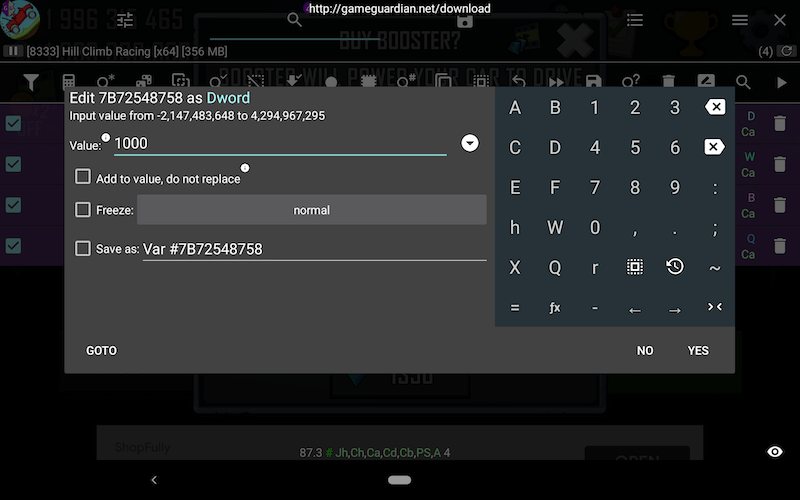 http://gameguardian.net/download
1 996 336 465
[8333] Hill Climb Racing [x64] [356 MB]
(4)
BUY BOOSTER?
BOOSTER WILL POWER YOUR CAR TO DRIVE
Edit 7B72548758 as Dword
Input value from -2,147,483,648 to 4,294,967,295
Value: 1000
Add to value, do not replace
Freeze: normal
Save as: Var #7B72548758
GOTO
NO
YES
A B 1 2 3
C D 4 5 6
E F 7 8 9 :
h W 0 , . ;
X Q r ~
= ƒx - ← → ><
D
Ca
W
Ca
B
Ca
Q
Ca
1350
ShopFully
87.3 # Jh,Ch,Ca,Cd,Cb,PS,A 4
OPEN